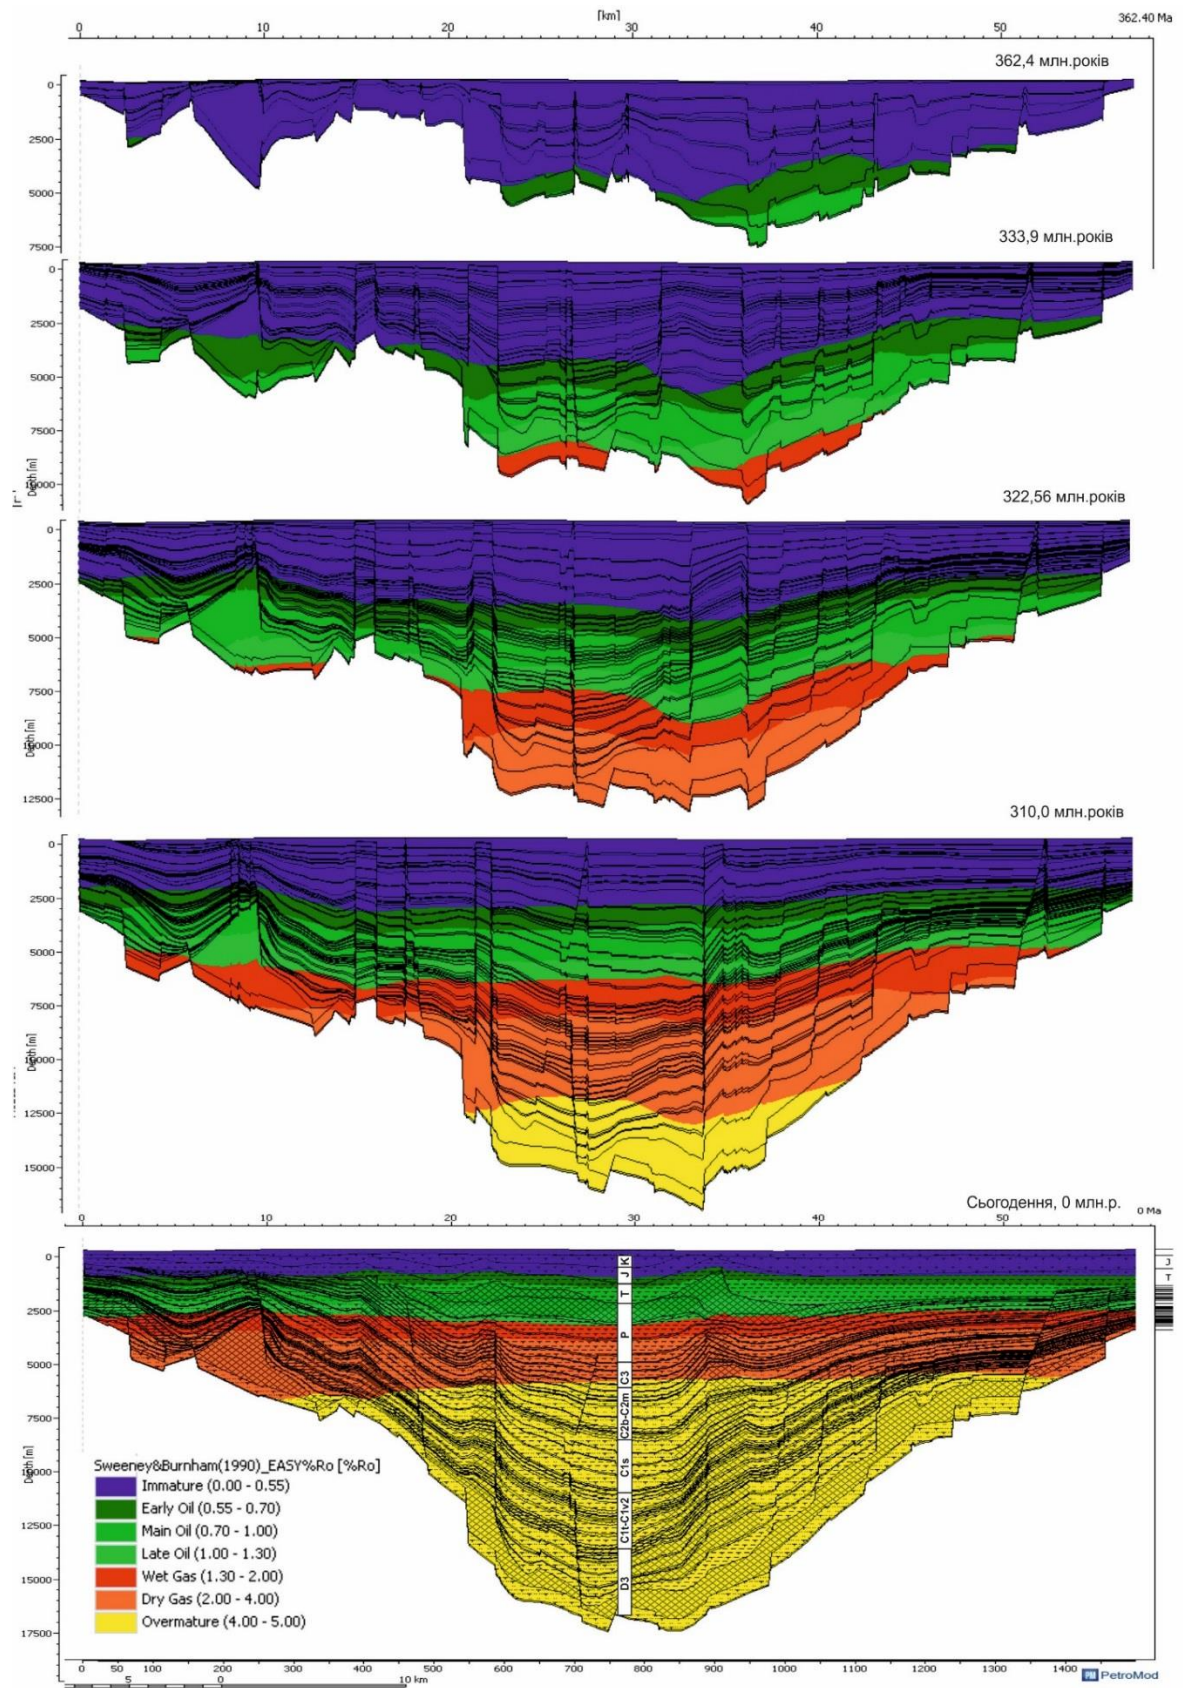 [km]
0 10 20 30 40 50 362.40 Ma
362,4 млн.років
0
2500
5000
7500
333,9 млн.років
0
2500
5000
7500
Depth [m]
322,56 млн.років
0
2500
5000
7500
Depth [m]
12500
310,0 млн.років
0
2500
5000
7500
Depth [m]
12500
15000
Сьогодення, 0 млн.р.
0 10 20 30 40 50 0 Ma
0
2500
5000
7500
Depth [m]
12500
15000
17500
K
J
T
P
C3
C2b-C2m
C1s
C1t-C1v2
D3
J
T
Sweeney&Burnham(1990)_EASY%Ro [%Ro]
Immature (0.00 - 0.55)
Early Oil (0.55 - 0.70)
Main Oil (0.70 - 1.00)
Late Oil (1.00 - 1.30)
Wet Gas (1.30 - 2.00)
Dry Gas (2.00 - 4.00)
Overmature (4.00 - 5.00)
0 50 100 200 300 400 500 600 700 800 900 1000 1100 1200 1300 1400
5 0 10 km
PM PetroMod